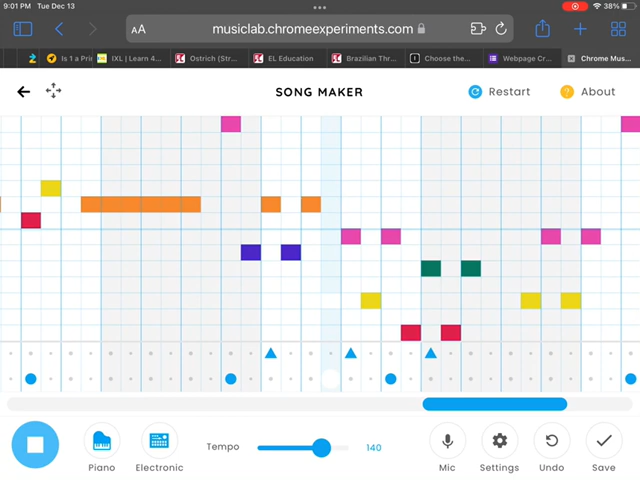 9:01 PM Tue Dec 13 38%
AA musiclab.chromeexperiments.com
Is 1 a Pri IXL | Learn 4... Ostrich (Str... EL Education Brazilian Thr... Choose the... Webpage Cr... Chrome Mus...
SONG MAKER Restart ? About
Tempo 140
Piano Electronic Mic Settings Undo Save